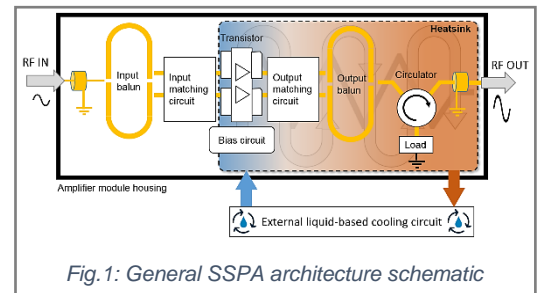 Heatsink
Transistor
RF IN
RF OUT
Input
balun
Input
matching
circuit
Output
matching
circuit
Output
balun
Circulator
Load
Bias circuit
Amplifier module housing
External liquid-based cooling circuit
Fig.1: General SSPA architecture schematic